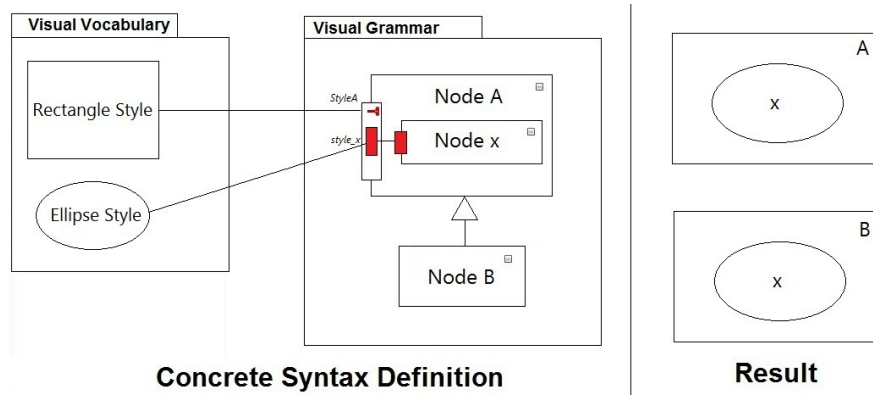 Visual Vocabulary
Rectangle Style
Ellipse Style
Visual Grammar
StyleA
Node A
style_x
Node x
Node B
Concrete Syntax Definition
A
x
B
x
Result